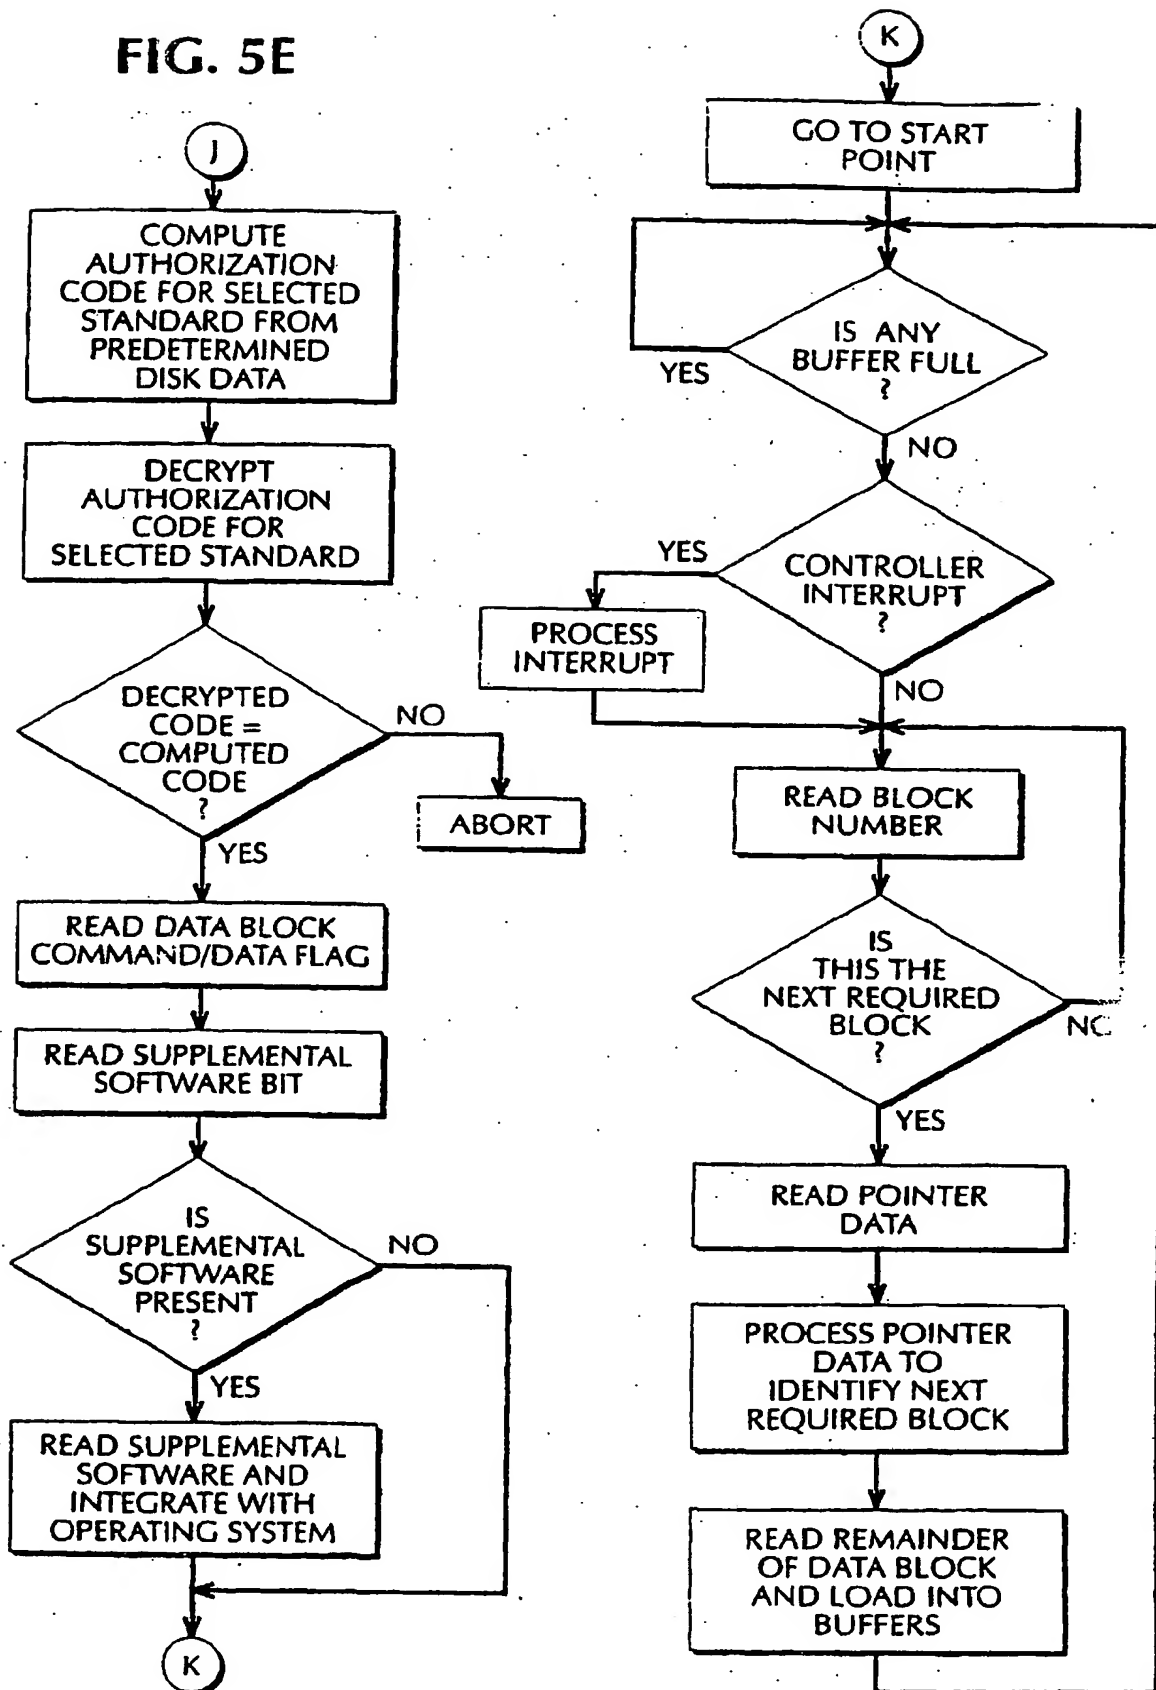 FIG. 5E
J
COMPUTE
AUTHORIZATION
CODE FOR SELECTED
STANDARD FROM
PREDETERMINED
DISK DATA
DECRYPT
AUTHORIZATION
CODE FOR
SELECTED STANDARD
DECRYPTED
CODE =
COMPUTED
CODE
?
NO
ABORT
YES
READ DATA BLOCK
COMMAND/DATA FLAG
READ SUPPLEMENTAL
SOFTWARE BIT
IS
SUPPLEMENTAL
SOFTWARE
PRESENT
?
NO
YES
READ SUPPLEMENTAL
SOFTWARE AND
INTEGRATE WITH
OPERATING SYSTEM
K
K
GO TO START
POINT
IS ANY
BUFFER FULL
?
YES
NO
CONTROLLER
INTERRUPT
?
YES
PROCESS
INTERRUPT
NO
READ BLOCK
NUMBER
IS
THIS THE
NEXT REQUIRED
BLOCK
?
NO
YES
READ POINTER
DATA
PROCESS POINTER
DATA TO
IDENTIFY NEXT
REQUIRED BLOCK
READ REMAINDER
OF DATA BLOCK
AND LOAD INTO
BUFFERS